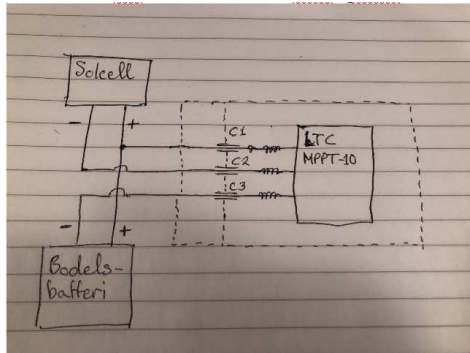 Solcell
- +
C1
LTC
MPPT-10
C2
C3
- +
Bodels-
batteri